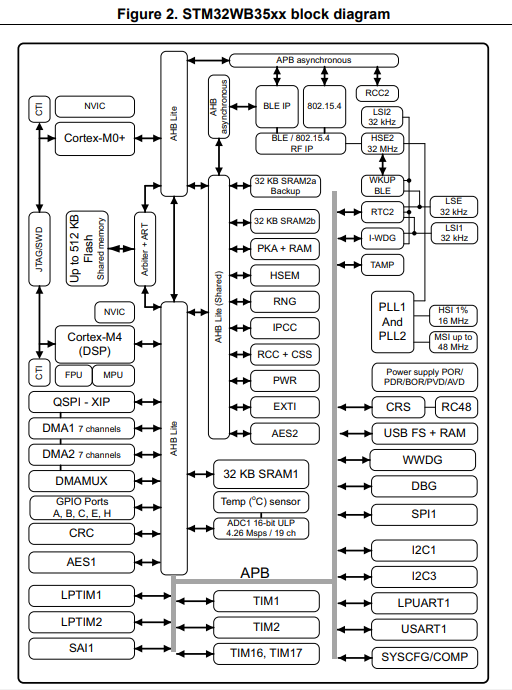 Figure 2. STM32WB35xx block diagram
APB asynchronous
CTI
NVIC
Cortex-M0+
AHB Lite
AHB
asynchronous
BLE IP
802.15.4
RCC2
BLE / 802.15.4
RF IP
LSI2
32 kHz
HSE2
32 MHz
WKUP
BLE
LSE
32 kHz
LSI1
32 kHz
RTC2
I-WDG
TAMP
JTAG/SWD
Up to 512 KB
Flash
Shared memory
Arbiter + ART
AHB Lite (Shared)
32 KB SRAM2a
Backup
32 KB SRAM2b
PKA + RAM
HSEM
RNG
IPCC
RCC + CSS
PWR
EXTI
AES2
PLL1
And
PLL2
HSI 1%
16 MHz
MSI up to
48 MHz
Power supply POR/
PDR/BOR/PVD/AVD
NVIC
Cortex-M4
(DSP)
CTI
FPU
MPU
AHB Lite
QSPI - XIP
DMA1 7 channels
DMA2 7 channels
DMAMUX
GPIO Ports
A, B, C, E, H
CRC
AES1
LPTIM1
LPTIM2
SAI1
32 KB SRAM1
Temp (°C) sensor
ADC1 16-bit ULP
4.26 Msps / 19 ch
APB
TIM1
TIM2
TIM16, TIM17
CRS
RC48
USB FS + RAM
WWDG
DBG
SPI1
I2C1
I2C3
LPUART1
USART1
SYSCFG/COMP